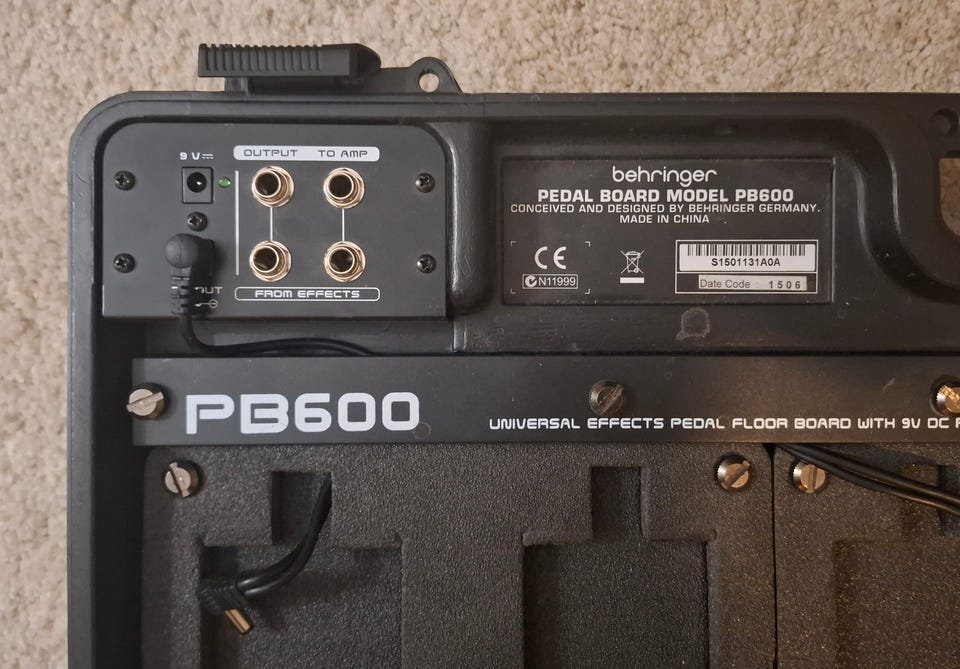 9V⎓
OUTPUT TO AMP
FROM EFFECTS
behringer
PEDAL BOARD MODEL PB600
CONCEIVED AND DESIGNED BY BEHRINGER GERMANY.
MADE IN CHINA
CE
N11999
S1501131A0A
Date Code : 1506
PB600
UNIVERSAL EFFECTS PEDAL FLOOR BOARD WITH 9V DC